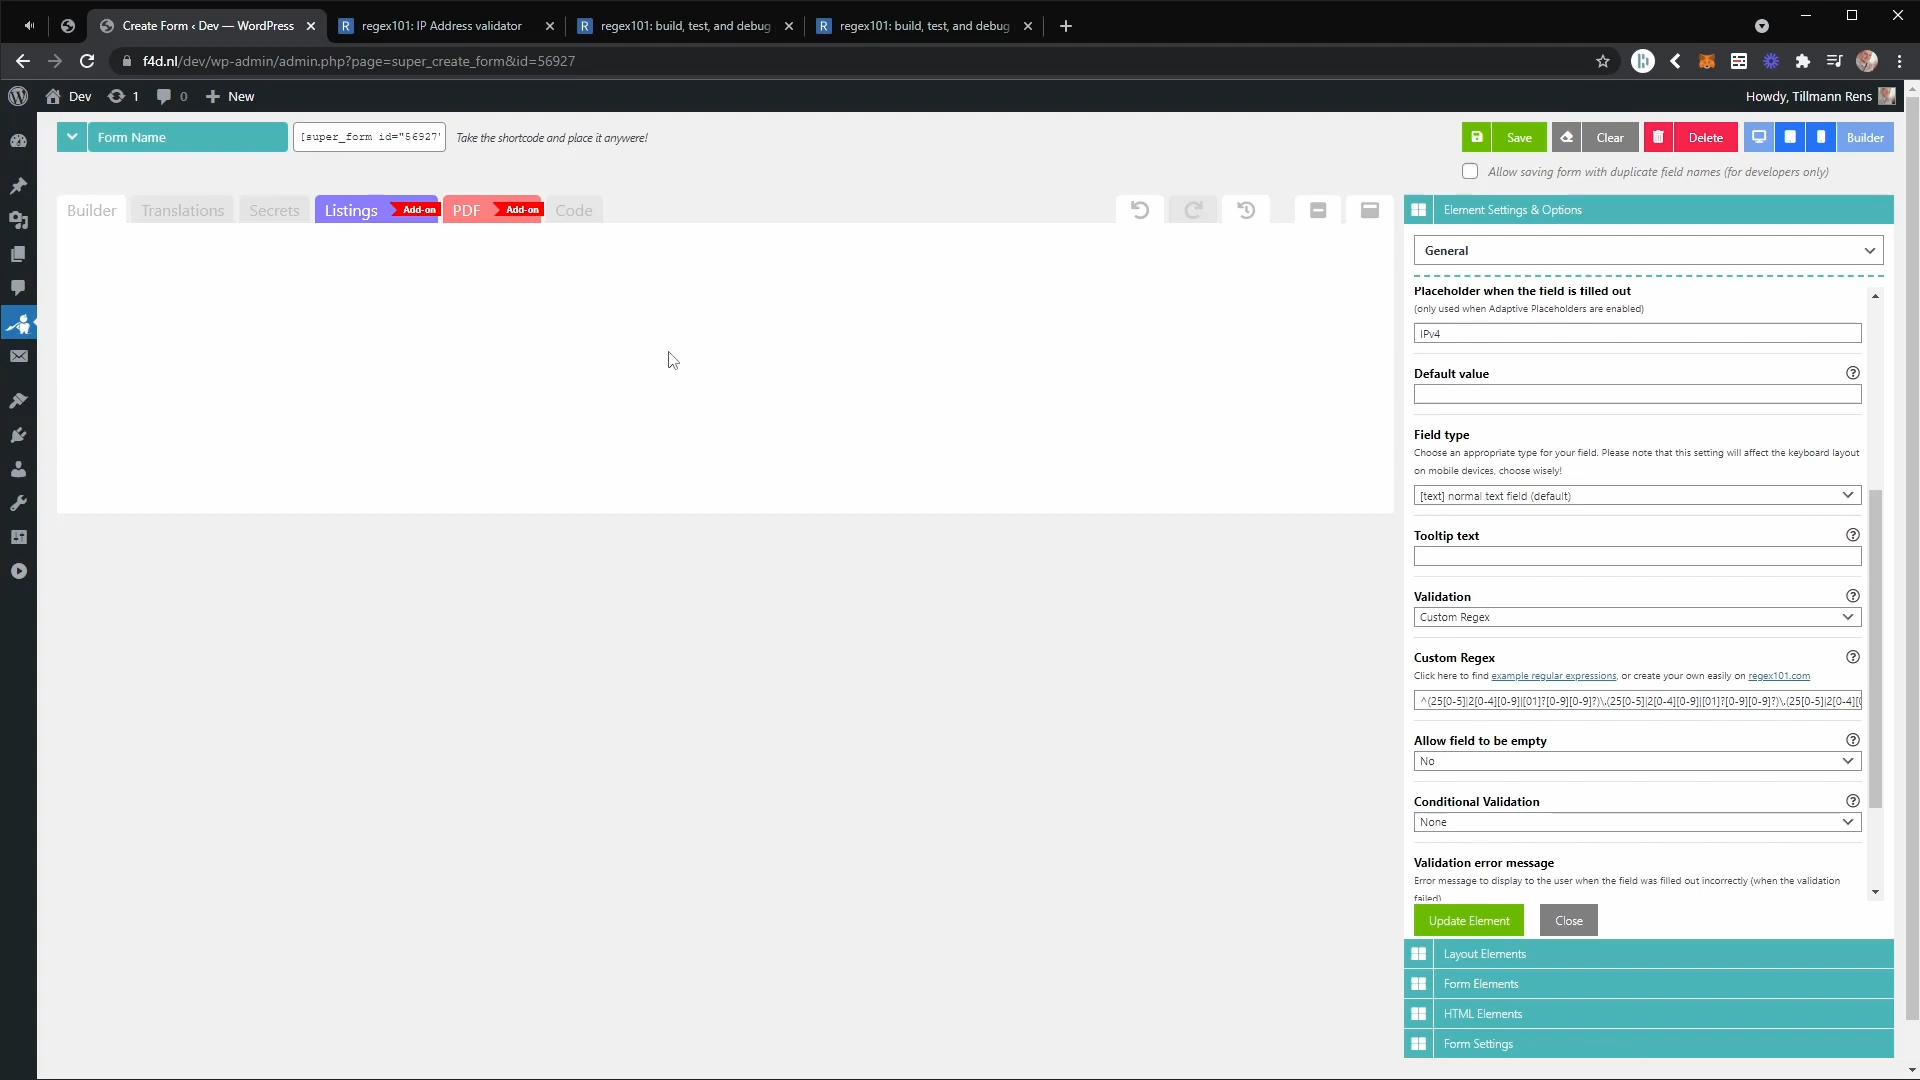 Create Form ‹ Dev — WordPress
regex101: IP Address validator
regex101: build, test, and debug
regex101: build, test, and debug
f4d.nl/dev/wp-admin/admin.php?page=super_create_form&id=56927
Dev 1 0 New
Howdy, Tillmann Rens
Form Name
[super_form id="56927"
Take the shortcode and place it anywere!
Save
Clear
Delete
Builder
Allow saving form with duplicate field names (for developers only)
Builder
Translations
Secrets
Listings Add-on
PDF Add-on
Code
Element Settings & Options
General
Placeholder when the field is filled out
(only used when Adaptive Placeholders are enabled)
IPv4
Default value
Field type
Choose an appropriate type for your field. Please note that this setting will affect the keyboard layout
on mobile devices, choose wisely!
[text] normal text field (default)
Tooltip text
Validation
Custom Regex
Custom Regex
Click here to find example regular expressions, or create your own easily on regex101.com
^(25[0-5]|2[0-4][0-9]|[01]?[0-9][0-9]?)\.(25[0-5]|2[0-4][0-9]|[01]?[0-9][0-9]?)\.(25[0-5]|2[0-4][
Allow field to be empty
No
Conditional Validation
None
Validation error message
Error message to display to the user when the field was filled out incorrectly (when the validation
failed)
Update Element
Close
Layout Elements
Form Elements
HTML Elements
Form Settings